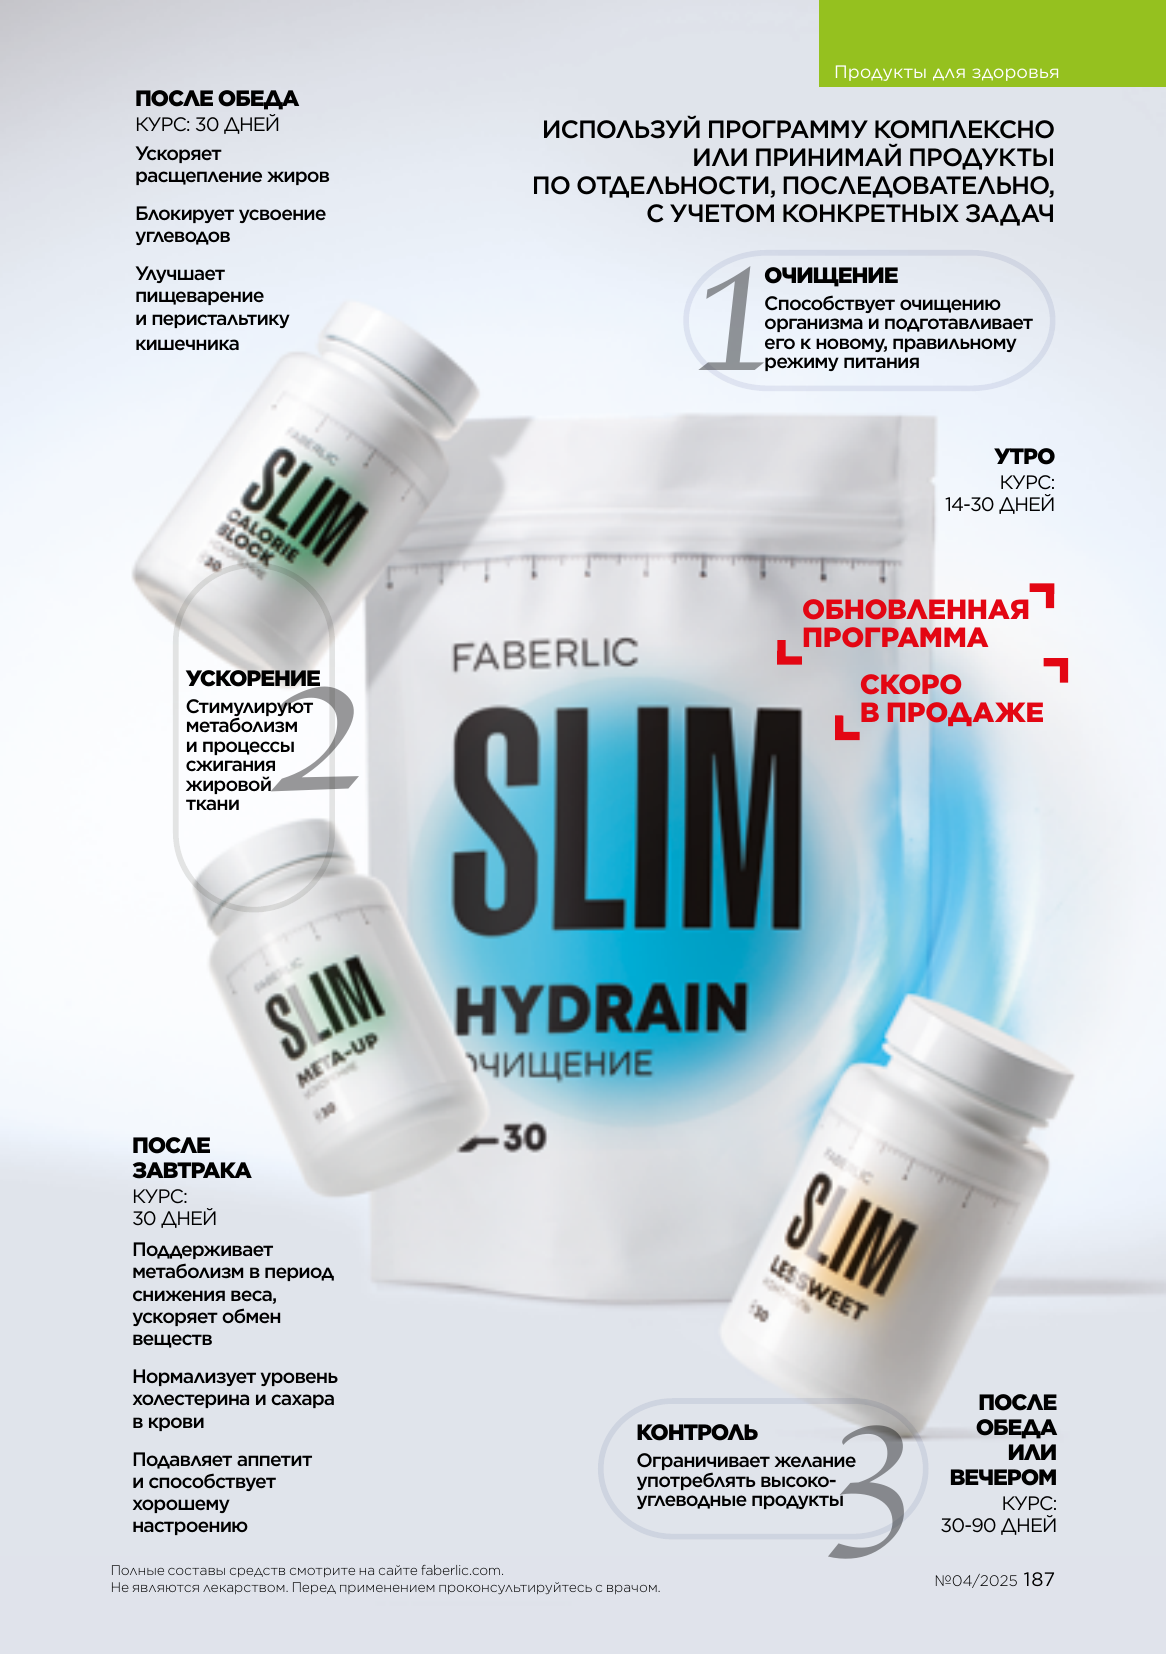 Продукты для здоровья
ПОСЛЕ ОБЕДА
КУРС: 30 ДНЕЙ
Ускоряет
расщепление жиров
Блокирует усвоение
углеводов
Улучшает
пищеварение
и перистальтику
кишечника
ИСПОЛЬЗУЙ ПРОГРАММУ КОМПЛЕКСНО
ИЛИ ПРИНИМАЙ ПРОДУКТЫ
ПО ОТДЕЛЬНОСТИ, ПОСЛЕДОВАТЕЛЬНО,
С УЧЕТОМ КОНКРЕТНЫХ ЗАДАЧ
1
ОЧИЩЕНИЕ
Способствует очищению
организма и подготавливает
его к новому, правильному
режиму питания
УТРО
КУРС:
14-30 ДНЕЙ
FABERLIC
SLIM
CALORIE
BLOCK
30
ОБНОВЛЕННАЯ
ПРОГРАММА
СКОРО
В ПРОДАЖЕ
УСКОРЕНИЕ
Стимулируют
метаболизм
и процессы
сжигания
жировой
ткани
2
FABERLIC
SLIM
HYDRAIN
ОЧИЩЕНИЕ
30
FABERLIC
SLIM
META-UP
30
FABERLIC
SLIM
LESSWEET
КОНТРОЛЬ
30
ПОСЛЕ
ЗАВТРАКА
КУРС:
30 ДНЕЙ
Поддерживает
метаболизм в период
снижения веса,
ускоряет обмен
веществ
Нормализует уровень
холестерина и сахара
в крови
Подавляет аппетит
и способствует
хорошему
настроению
КОНТРОЛЬ
Ограничивает желание
употреблять высоко-
углеводные продукты
3
ПОСЛЕ
ОБЕДА
ИЛИ
ВЕЧЕРОМ
КУРС:
30-90 ДНЕЙ
Полные составы средств смотрите на сайте faberlic.com.
Не являются лекарством. Перед применением проконсультируйтесь с врачом.
№04/2025 187